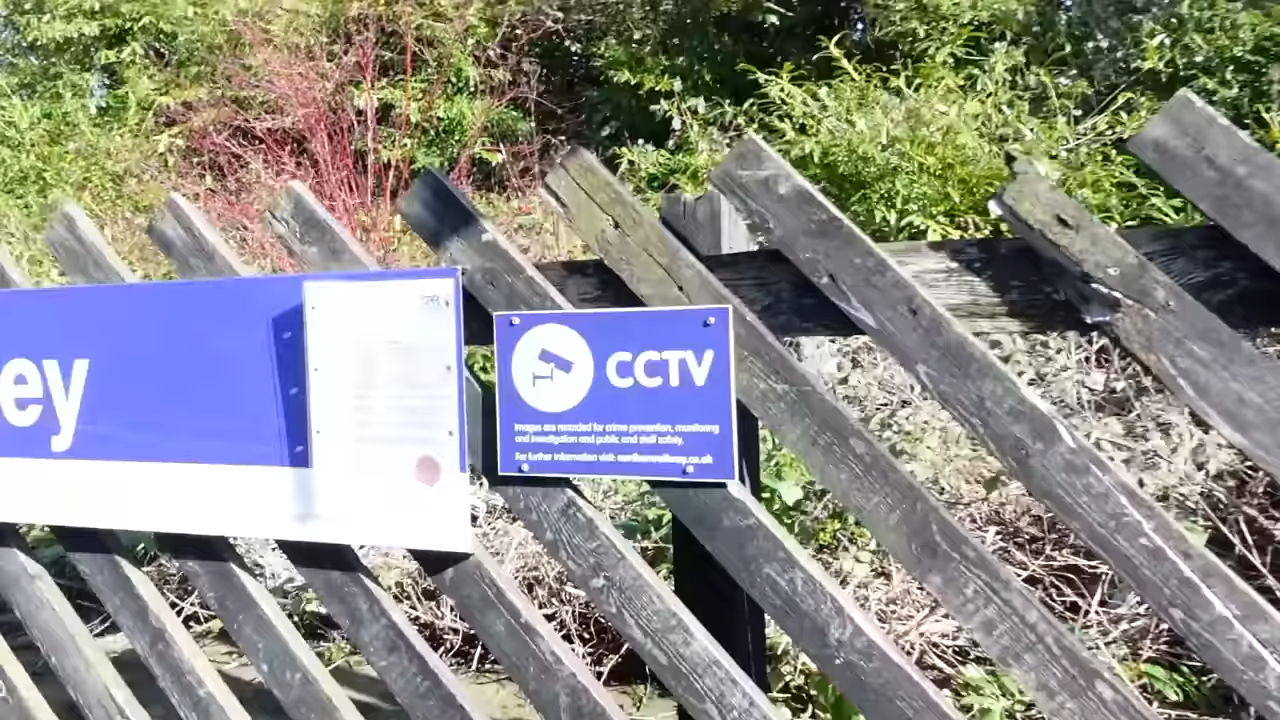 ey
CCTV
Images are recorded for crime prevention, monitoring
and investigation and public and staff safety.
For further information visit: northernrailway.co.uk